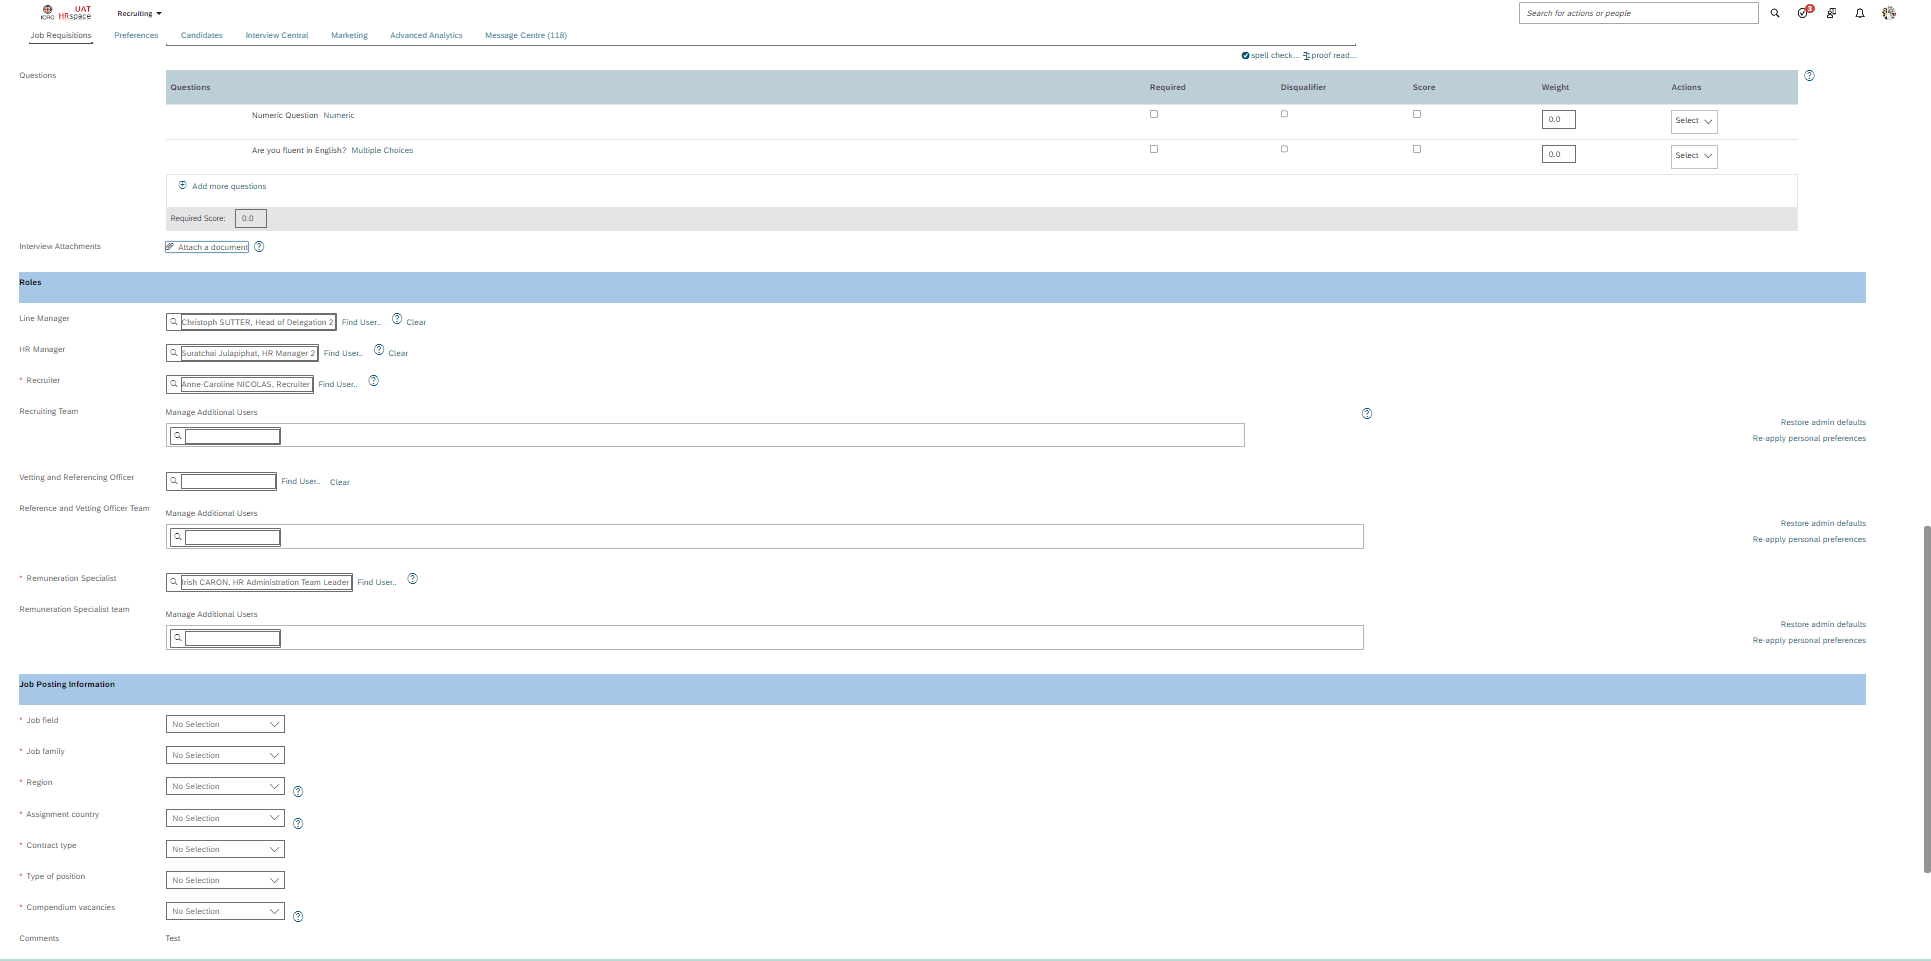 ICRC UAT HRspace
Recruiting
Search for actions or people
3
Job Requisitions Preferences Candidates Interview Central Marketing Advanced Analytics Message Centre (118)
spell check... proof read...
Questions
Questions Required Disqualifier Score Weight Actions
Numeric Question Numeric 0.0 Select
Are you fluent in English? Multiple Choices 0.0 Select
Add more questions
Required Score: 0.0
Interview Attachments Attach a document
Roles
Line Manager Christoph SUTTER, Head of Delegation 2 Find User.. Clear
HR Manager Suratchai Julapiphat, HR Manager 2 Find User.. Clear
* Recruiter Anne-Caroline NICOLAS, Recruiter Find User..
Recruiting Team Manage Additional Users
Restore admin defaults
Re-apply personal preferences
Vetting and Referencing Officer Find User.. Clear
Reference and Vetting Officer Team Manage Additional Users
Restore admin defaults
Re-apply personal preferences
* Remuneration Specialist Irish CARON, HR Administration Team Leader Find User..
Remuneration Specialist team Manage Additional Users
Restore admin defaults
Re-apply personal preferences
Job Posting Information
* Job field No Selection
* Job family No Selection
* Region No Selection
* Assignment country No Selection
* Contract type No Selection
* Type of position No Selection
* Compendium vacancies No Selection
Comments Test